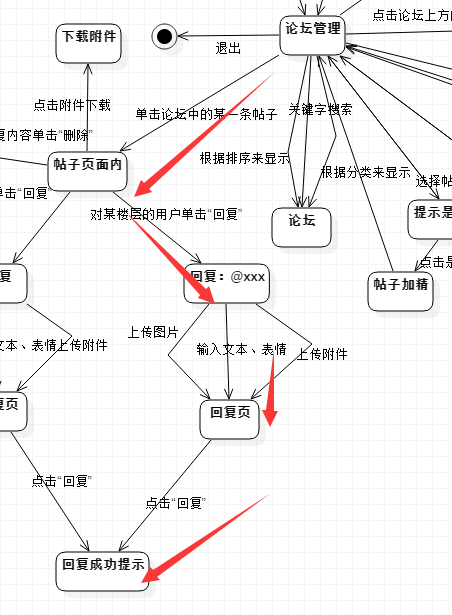 点击论坛上方
下载附件
论坛管理
退出
点击附件下载
单击论坛中的某一条帖子
关键字搜索
复内容单击“删除”
根据排序来显示
帖子页面内
根据分类来显示
选择帖
单击“回复”
对某楼层的用户单击“回复”
论坛
提示是
点击是
复
回复：@xxx
帖子加精
上传图片
文本、表情
上传附件
输入文本、表情
上传附件
复页
回复页
点击“回复”
点击“回复”
回复成功提示